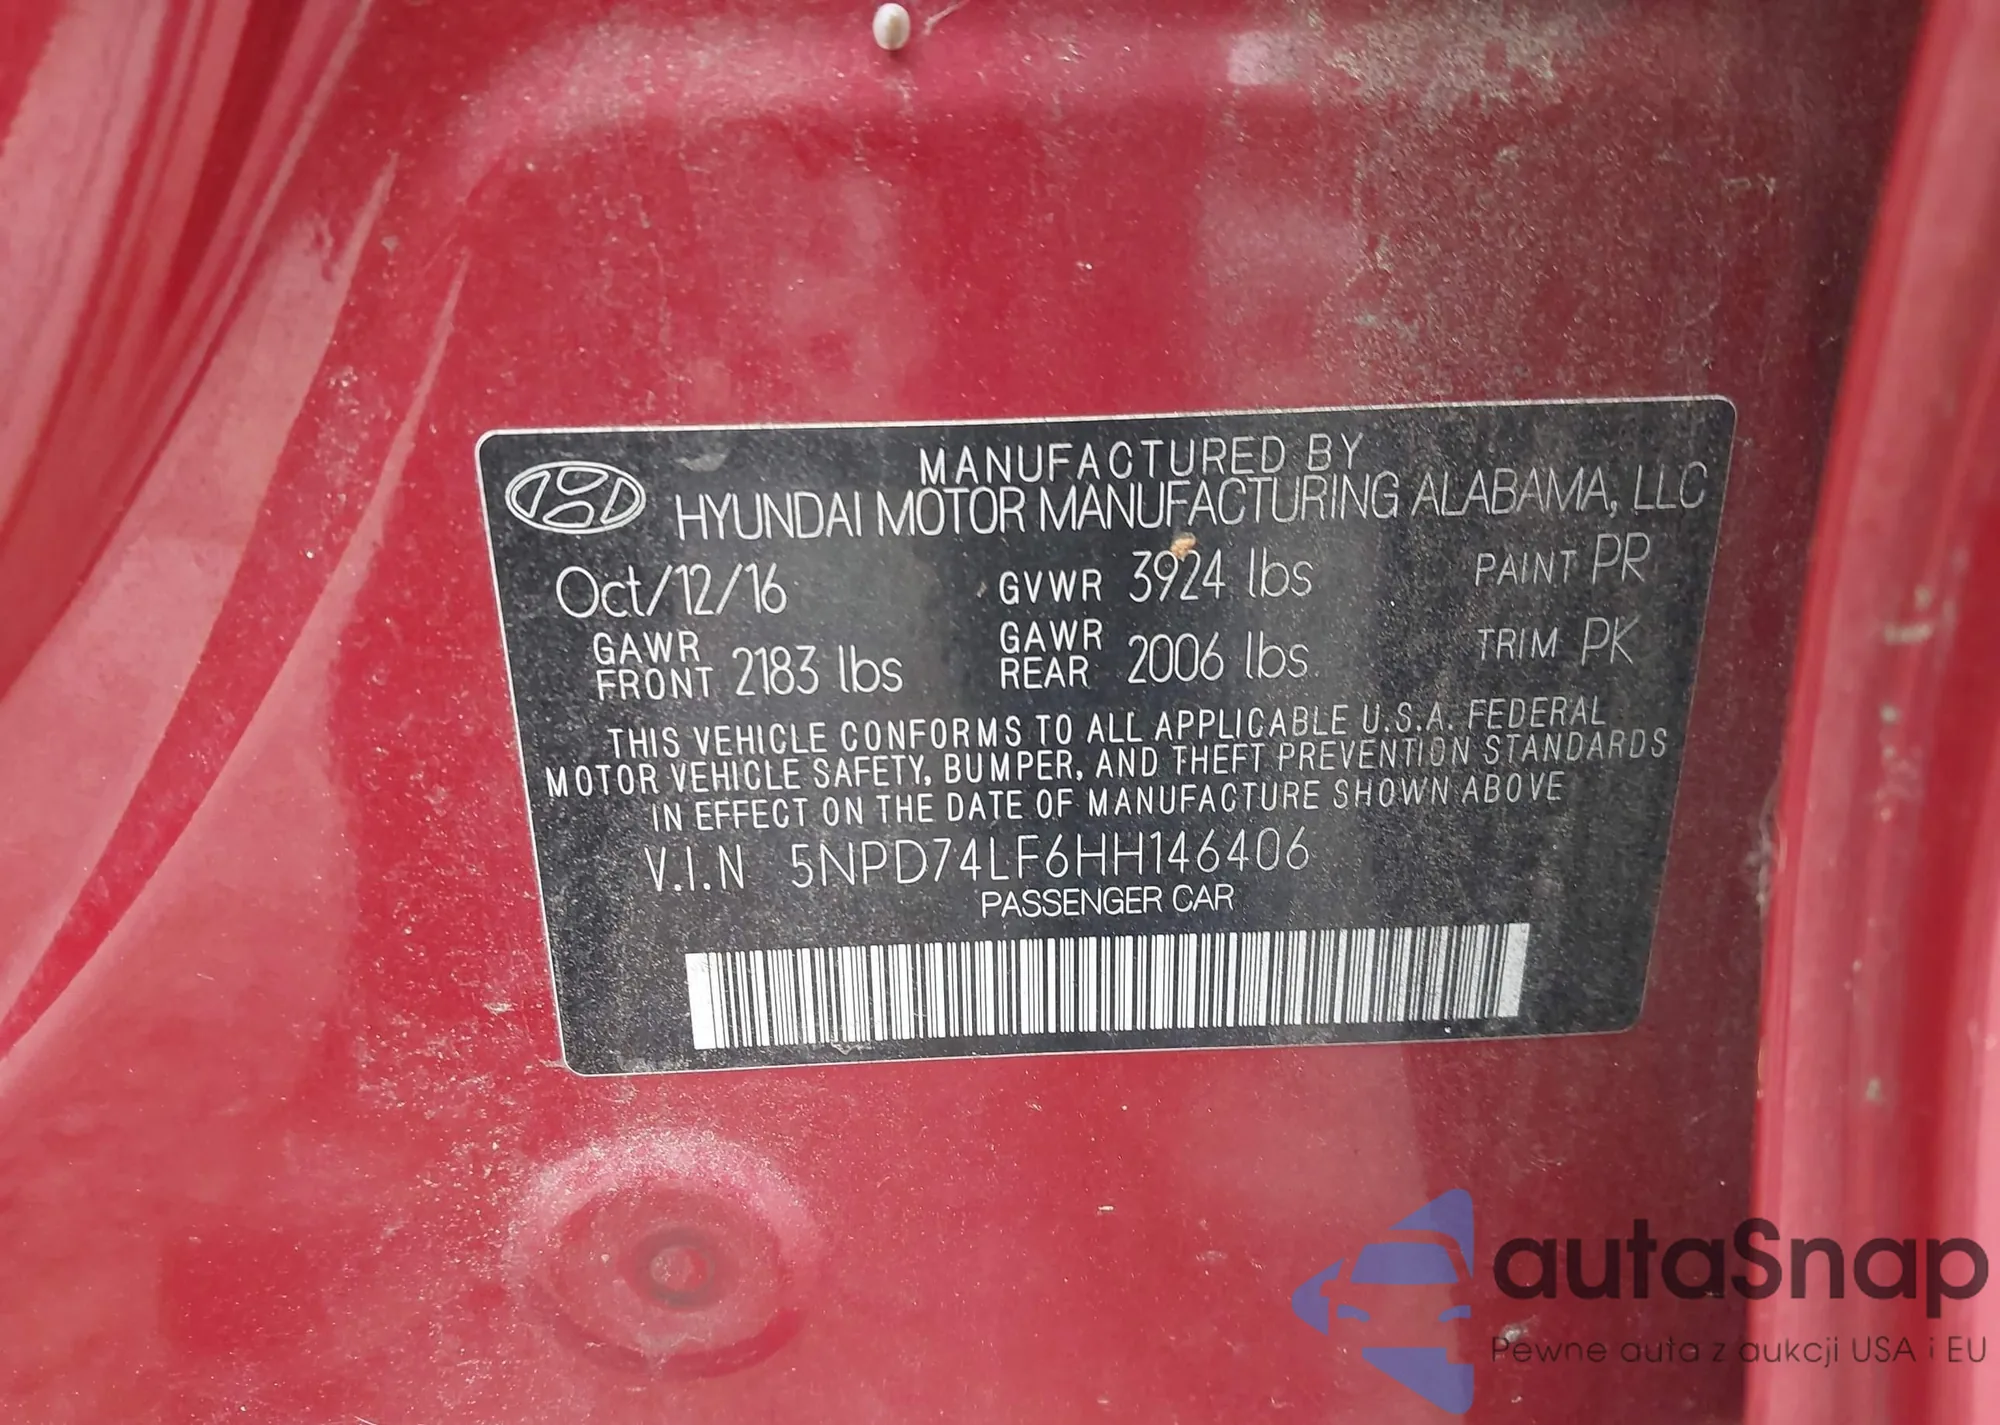 MANUFACTURED BY
HYUNDAI MOTOR MANUFACTURING ALABAMA, LLC
Oct/12/16 GVWR 3924 lbs PAINT PR
GAWR FRONT 2183 lbs GAWR REAR 2006 lbs TRIM PK
THIS VEHICLE CONFORMS TO ALL APPLICABLE U.S.A. FEDERAL
MOTOR VEHICLE SAFETY, BUMPER, AND THEFT PREVENTION STANDARDS
IN EFFECT ON THE DATE OF MANUFACTURE SHOWN ABOVE
V.I.N 5NPD74LF6HH146406
PASSENGER CAR
autaSnap
Pewne auta z aukcji USA i EU